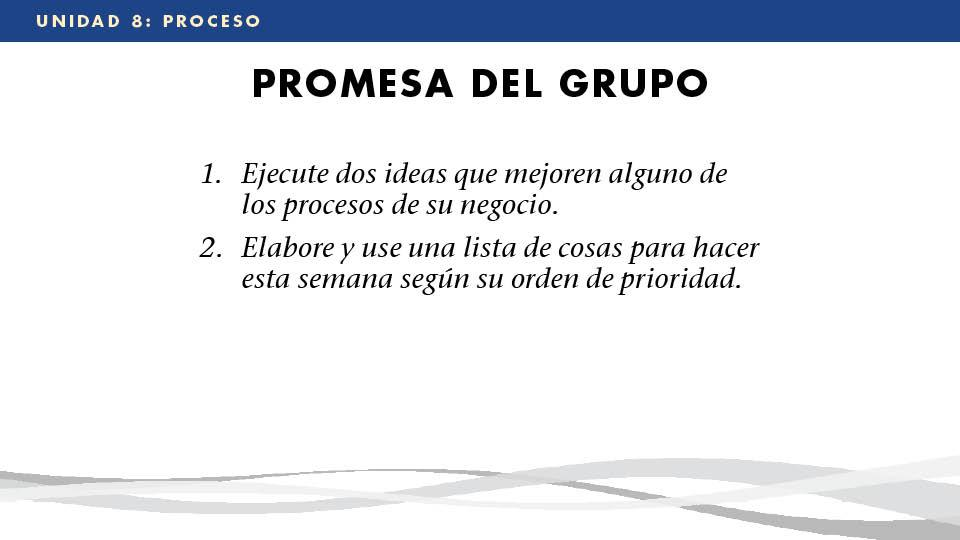 UNIDAD 8: PROCESO
PROMESA DEL GRUPO
1. Ejecute dos ideas que mejoren alguno de
los procesos de su negocio.
2. Elabore y use una lista de cosas para hacer
esta semana según su orden de prioridad.